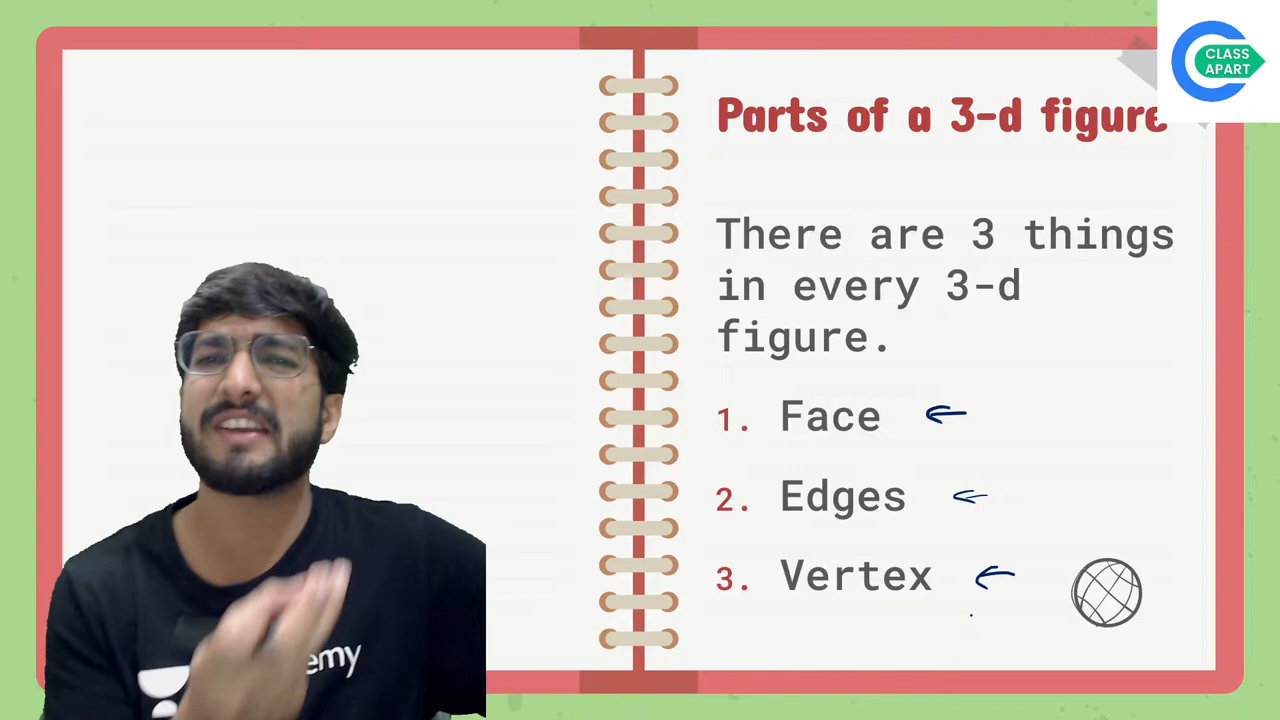 CLASS
APART
Parts of a 3-d figure
There are 3 things
in every 3-d
figure.
1. Face
2. Edges
3. Vertex
emy